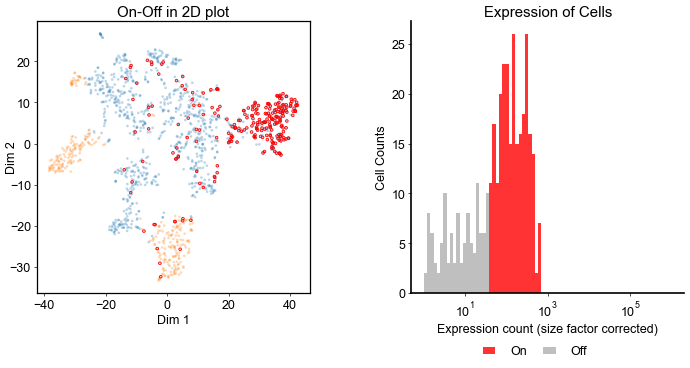 On-Off in 2D plot
20
10
0
−10
−20
−30
Dim 2
−40
−20
0
20
40
Dim 1
Expression of Cells
25
20
15
10
5
0
Cell Counts
10^1
10^3
10^5
Expression count (size factor corrected)
On
Off